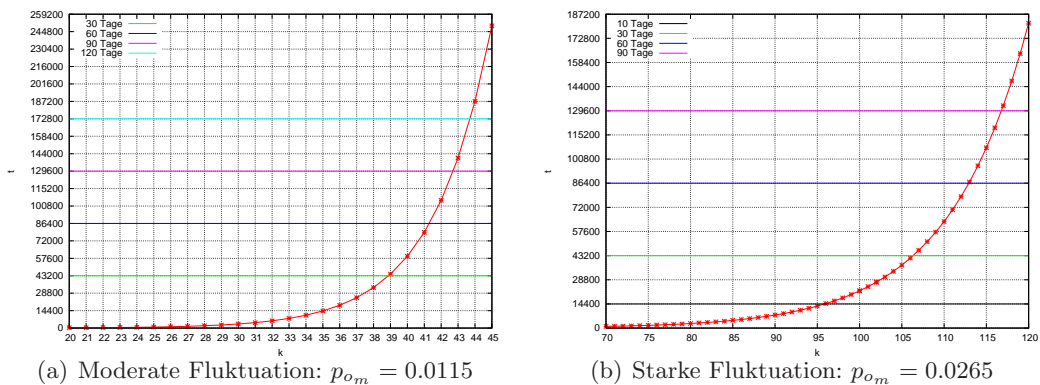 259200
244800
230400
216000
201600
187200
172800
158400
144000
129600
115200
100800
86400
72000
57600
43200
28800
14400
0
t
30 Tage
60 Tage
90 Tage
120 Tage
20 21 22 23 24 25 26 27 28 29 30 31 32 33 34 35 36 37 38 39 40 41 42 43 44 45
k
(a) Moderate Fluktuation: p_{o_m} = 0.0115
187200
172800
158400
144000
129600
115200
100800
86400
72000
57600
43200
28800
14400
0
t
10 Tage
30 Tage
60 Tage
90 Tage
70 75 80 85 90 95 100 105 110 115 120
k
(b) Starke Fluktuation: p_{o_m} = 0.0265